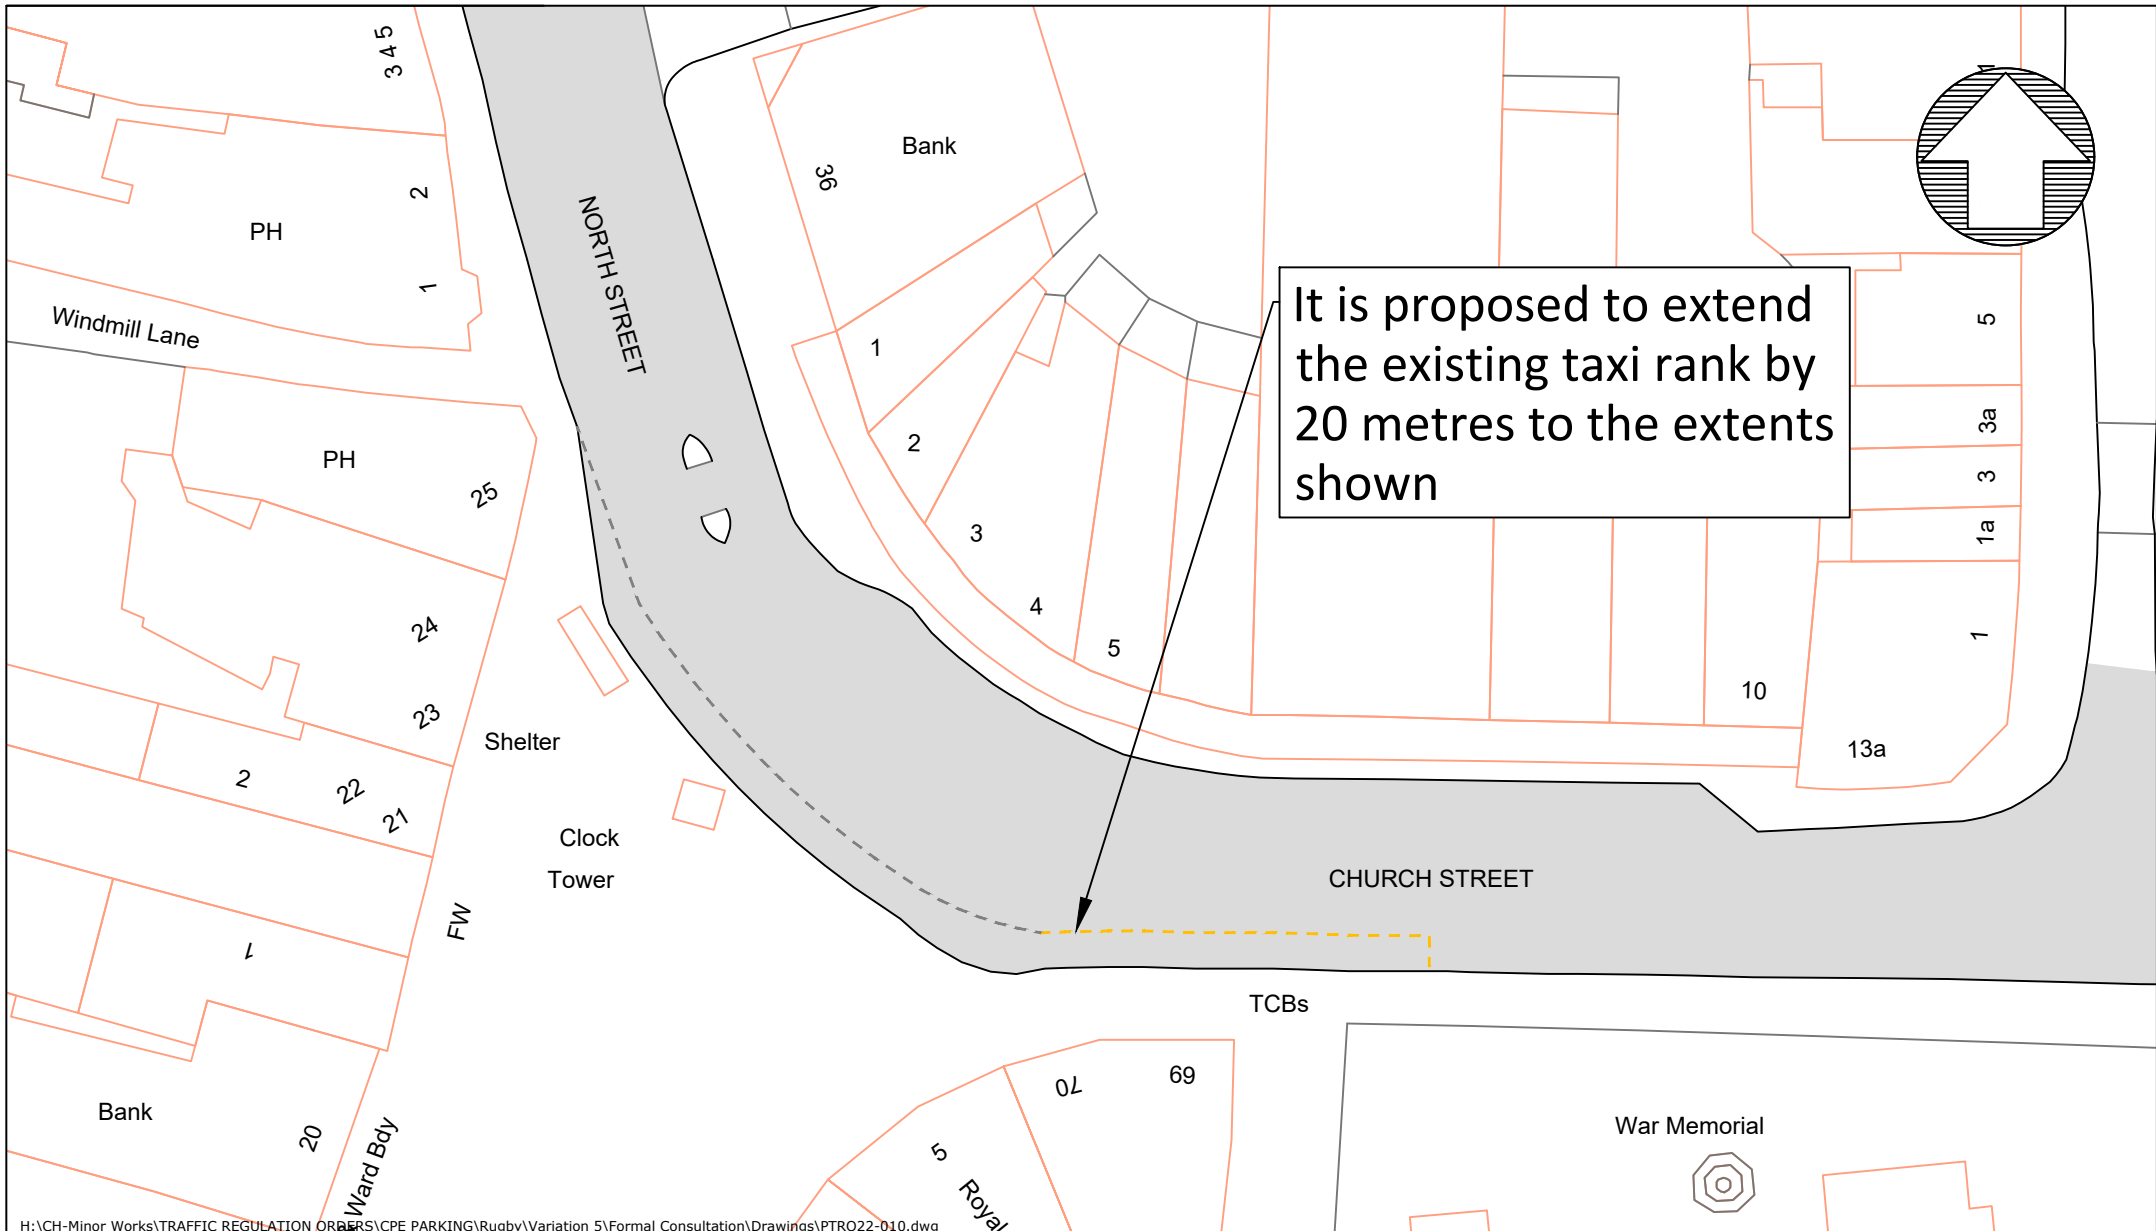 3 4 5
Bank
36
2
PH
1
NORTH STREET
Windmill Lane
It is proposed to extend
the existing taxi rank by
20 metres to the extents
shown
5
1
2
3a
PH
25
3
3
1a
4
24
1
5
10
23
Shelter
13a
2
22
21
Clock
Tower
CHURCH STREET
FW
1
TCBs
70
69
Bank
20
Ward Bdy
5
Royal
War Memorial
H:\CH-Minor Works\TRAFFIC REGULATION ORDERS\CPE PARKING\Rugby\Variation 5\Formal Consultation\Drawings\PTRO22-010.dwg